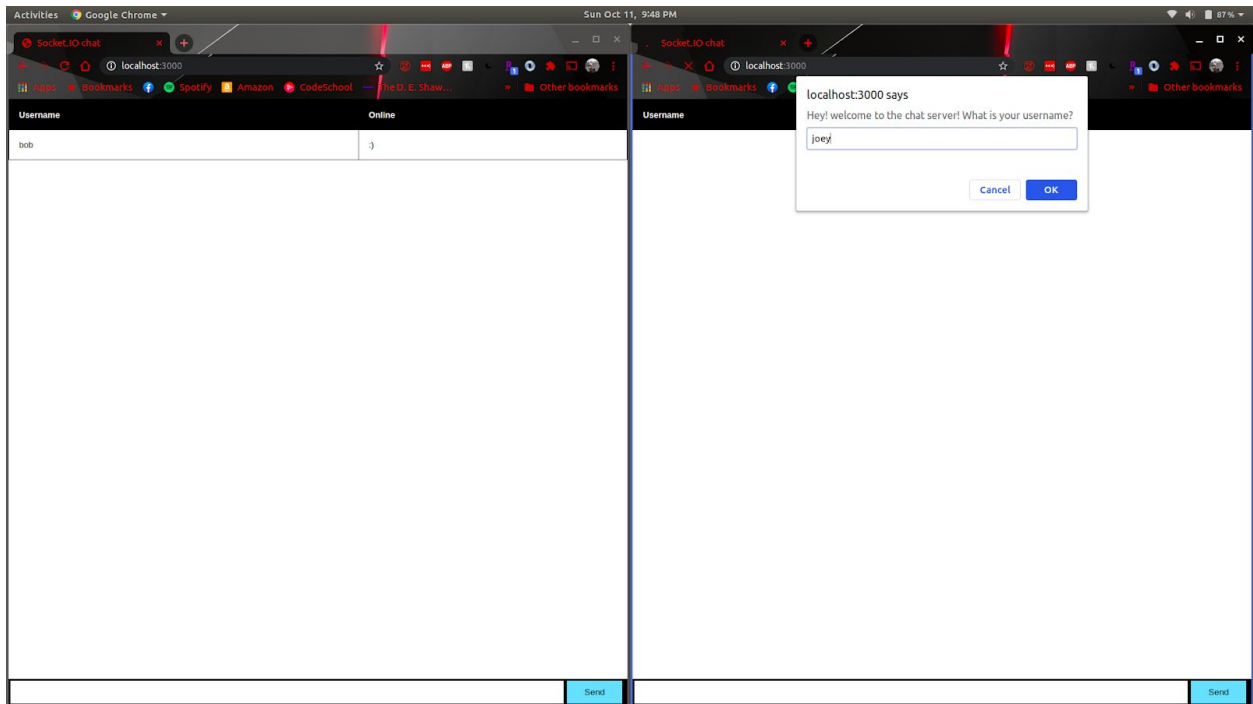 Activities Google Chrome Sun Oct 11, 9:48 PM 87%
Socket.IO chat
localhost:3000
Apps Bookmarks Spotify Amazon CodeSchool The D. E. Shaw... » Other bookmarks
Username Online
bob :)
Send
Socket.IO chat
localhost:3000
Apps Bookmarks » Other bookmarks
Username
localhost:3000 says
Hey! welcome to the chat server! What is your username?
joey
Cancel OK
Send